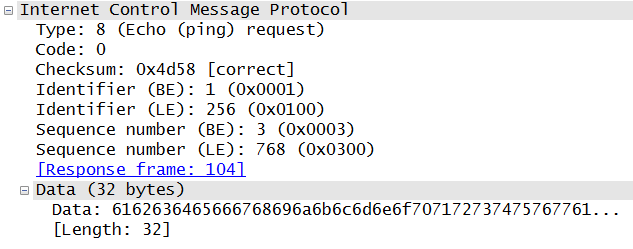 Internet Control Message Protocol
Type: 8 (Echo (ping) request)
Code: 0
Checksum: 0x4d58 [correct]
Identifier (BE): 1 (0x0001)
Identifier (LE): 256 (0x0100)
Sequence number (BE): 3 (0x0003)
Sequence number (LE): 768 (0x0300)
[Response frame: 104]
Data (32 bytes)
Data: 6162636465666768696a6b6c6d6e6f7071727374757677761...
[Length: 32]